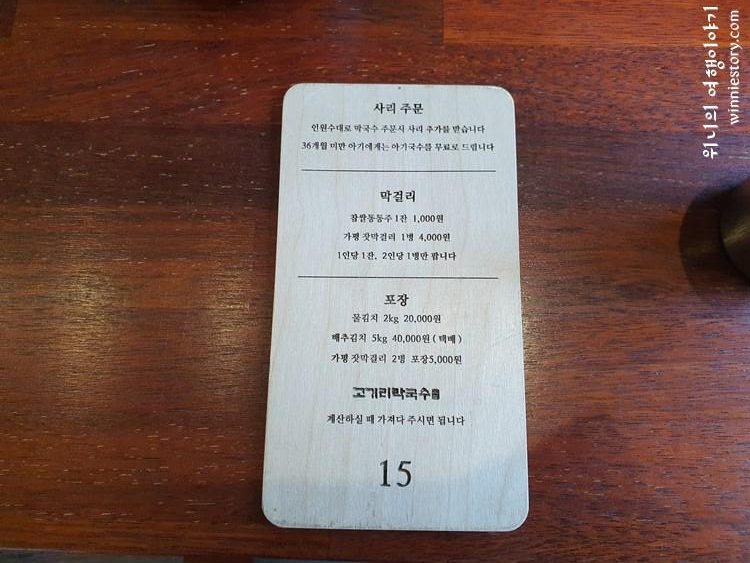 사리 주문
인원수대로 막국수 주문시 사리 추가를 받습니다
36개월 미만 아기에게는 아기국수를 무료로 드립니다
막걸리
찹쌀동동주 1잔 1,000원
가평 잣막걸리 1병 4,000원
1인당 1잔, 2인당 1병만 팝니다
포장
물김치 2kg 20,000원
배추김치 5kg 40,000원 ( 택배 )
가평 잣막걸리 2병 포장5,000원
고기리막국수
계산하실 때 가져다 주시면 됩니다
15
위니의 여행이야기
winniestory.com